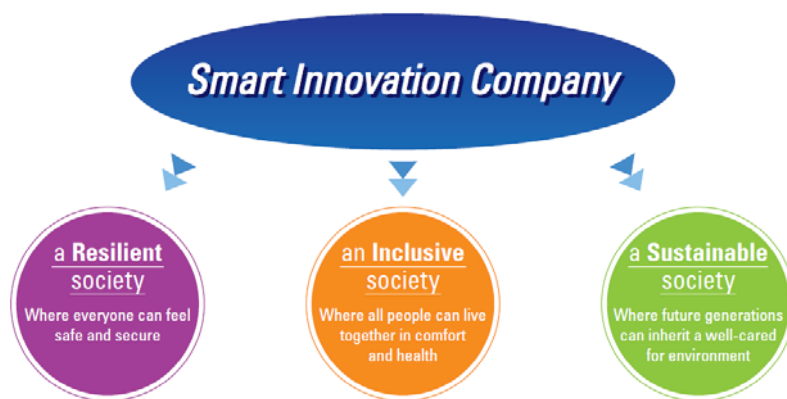 Smart Innovation Company
a Resilient
society
Where everyone can feel
safe and secure
an Inclusive
society
Where all people can live
together in comfort
and health
a Sustainable
society
Where future generations
can inherit a well-cared
for environment